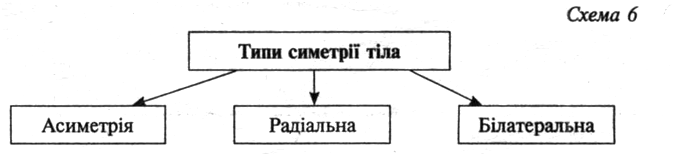 Схема 6
Типи симетрії тіла
Асиметрія
Радіальна
Білатеральна